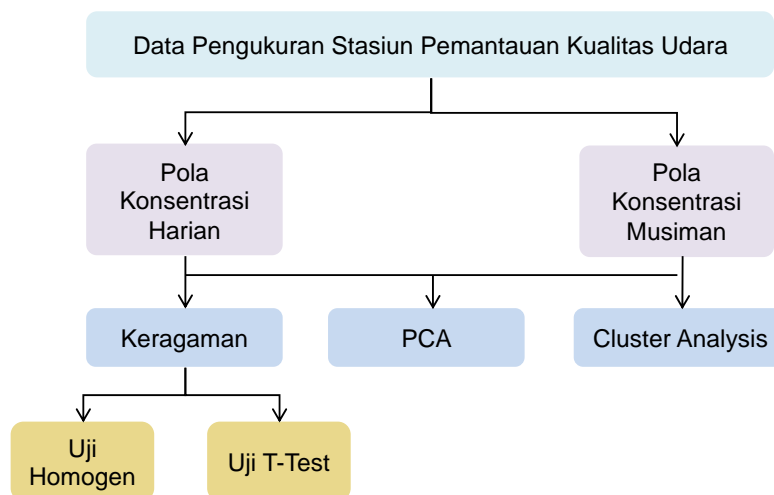 Data Pengukuran Stasiun Pemantauan Kualitas Udara
Pola
Konsentrasi
Harian
Pola
Konsentrasi
Musiman
Keragaman
PCA
Cluster Analysis
Uji
Homogen
Uji T-Test